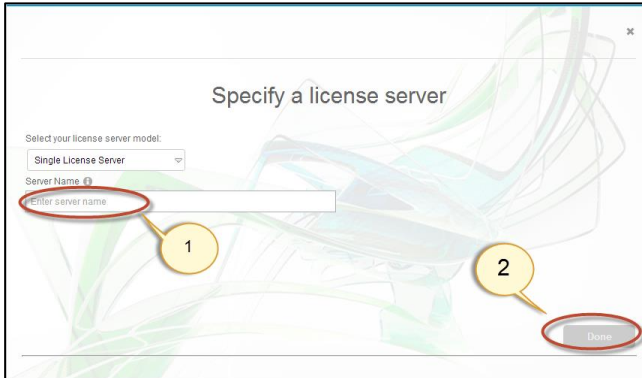 Specify a license server
Select your license server model:
Single License Server
Server Name
Enter server name
1
2
Done